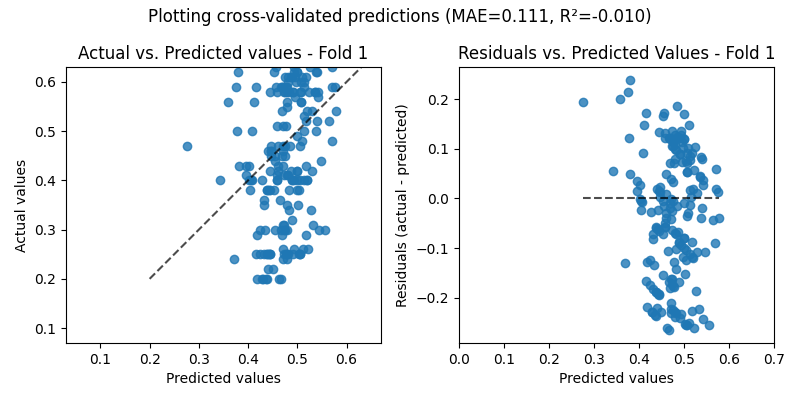 Plotting cross-validated predictions (MAE=0.111, R²=-0.010)
Actual vs. Predicted values - Fold 1
Residuals vs. Predicted Values - Fold 1
0.6
0.5
0.4
0.3
0.2
0.1
Actual values
0.1 0.2 0.3 0.4 0.5 0.6
Predicted values
0.2
0.1
0.0
−0.1
−0.2
Residuals (actual - predicted)
0.0 0.1 0.2 0.3 0.4 0.5 0.6 0.7
Predicted values